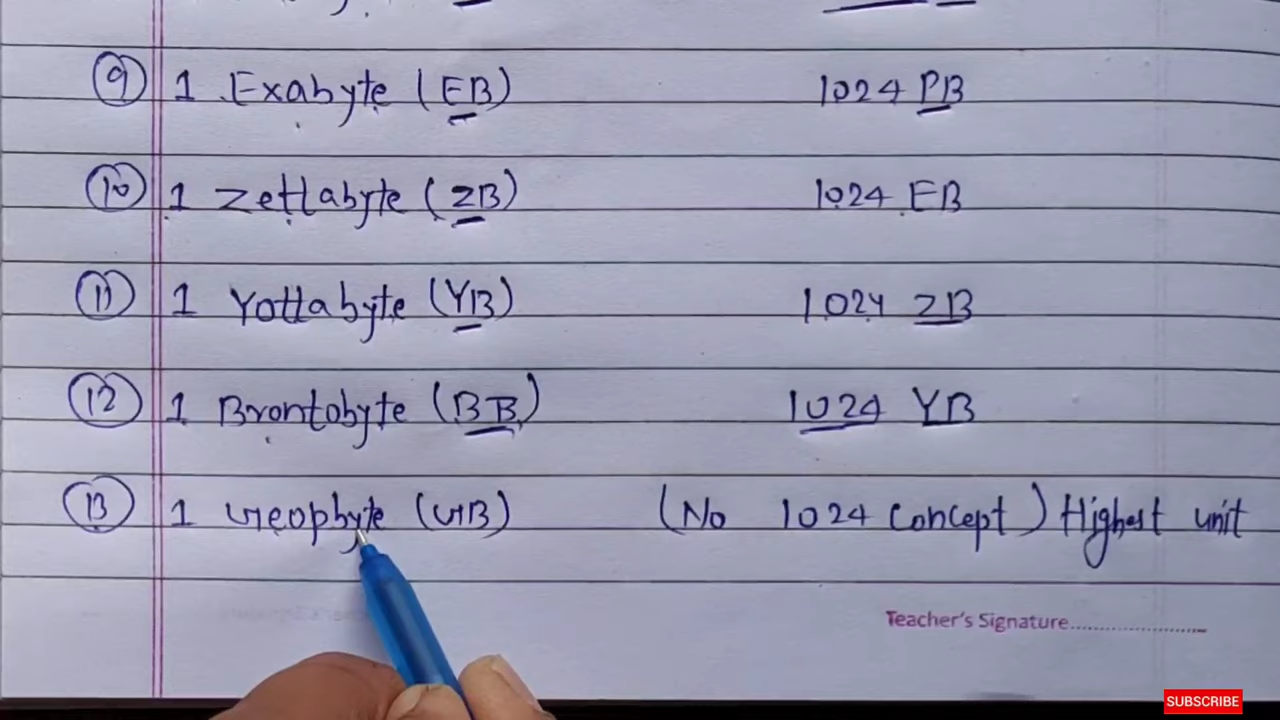 9 1 Exabyte (EB) 1024 PB
10 1 Zettabyte (ZB) 1024 EB
11 1 Yottabyte (YB) 1024 ZB
12 1 Brontobyte (BB) 1024 YB
13 1 Geopbyte (GB) (No 1024 Concept) Highest unit
Teacher's Signature........................
SUBSCRIBE